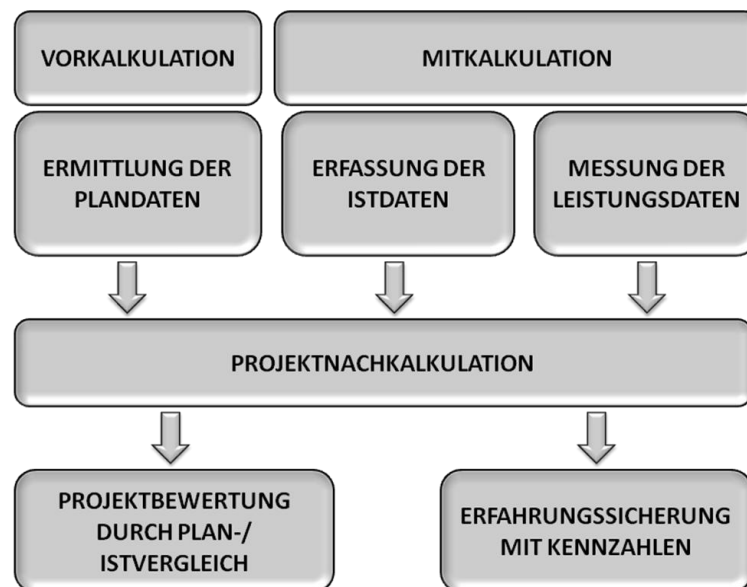 VORKALKULATION
MITKALKULATION
ERMITTLUNG DER
PLANDATEN
ERFASSUNG DER
ISTDATEN
MESSUNG DER
LEISTUNGSDATEN
PROJEKTNACHKALKULATION
PROJEKTBEWERTUNG
DURCH PLAN-/
ISTVERGLEICH
ERFAHRUNGSSICHERUNG
MIT KENNZAHLEN